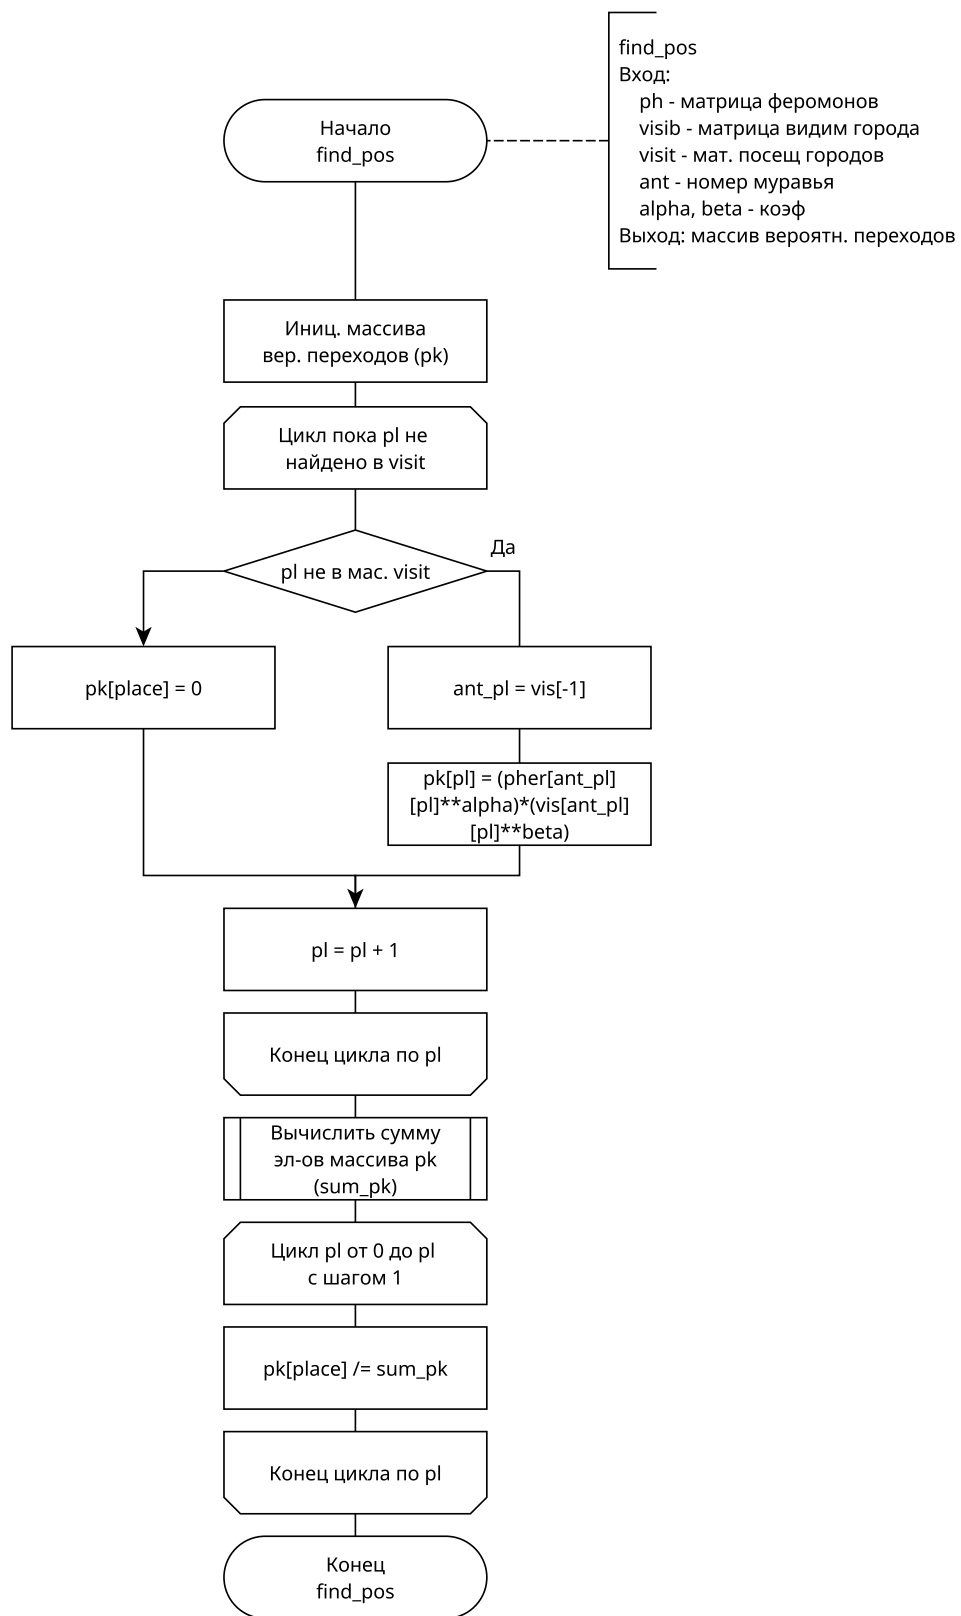 find_pos
Вход:
ph - матрица феромонов
visib - матрица видим города
visit - мат. посещ городов
ant - номер муравья
alpha, beta - коэф
Выход: массив вероятн. переходов
Начало
find_pos
Иниц. массива
вер. переходов (pk)
Цикл пока pl не
найдено в visit
Да
pl не в мас. visit
pk[place] = 0
ant_pl = vis[-1]
pk[pl] = (pher[ant_pl]
[pl]**alpha)*(vis[ant_pl]
[pl]**beta)
pl = pl + 1
Конец цикла по pl
Вычислить сумму
эл-ов массива pk
(sum_pk)
Цикл pl от 0 до pl
с шагом 1
pk[place] /= sum_pk
Конец цикла по pl
Конец
find_pos